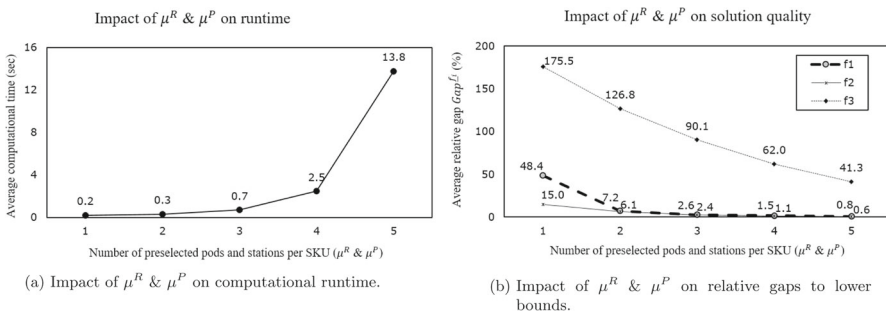 Impact of μ^R & μ^P on runtime
Average computational time (sec)
16
12
8
4
0
0.2
0.3
0.7
2.5
13.8
1 2 3 4 5
Number of preselected pods and stations per SKU (μ^R & μ^P)
(a) Impact of μ^R & μ^P on computational runtime.
Impact of μ^R & μ^P on solution quality
Average relative gap Gap^{f_i} (%)
200
150
100
50
0
175.5
126.8
90.1
62.0
41.3
48.4
15.0
7.2
6.1
2.6
2.4
1.5
1.1
0.8
0.6
f1
f2
f3
1 2 3 4 5
Number of preselected pods and stations per SKU (μ^R & μ^P)
(b) Impact of μ^R & μ^P on relative gaps to lower
bounds.